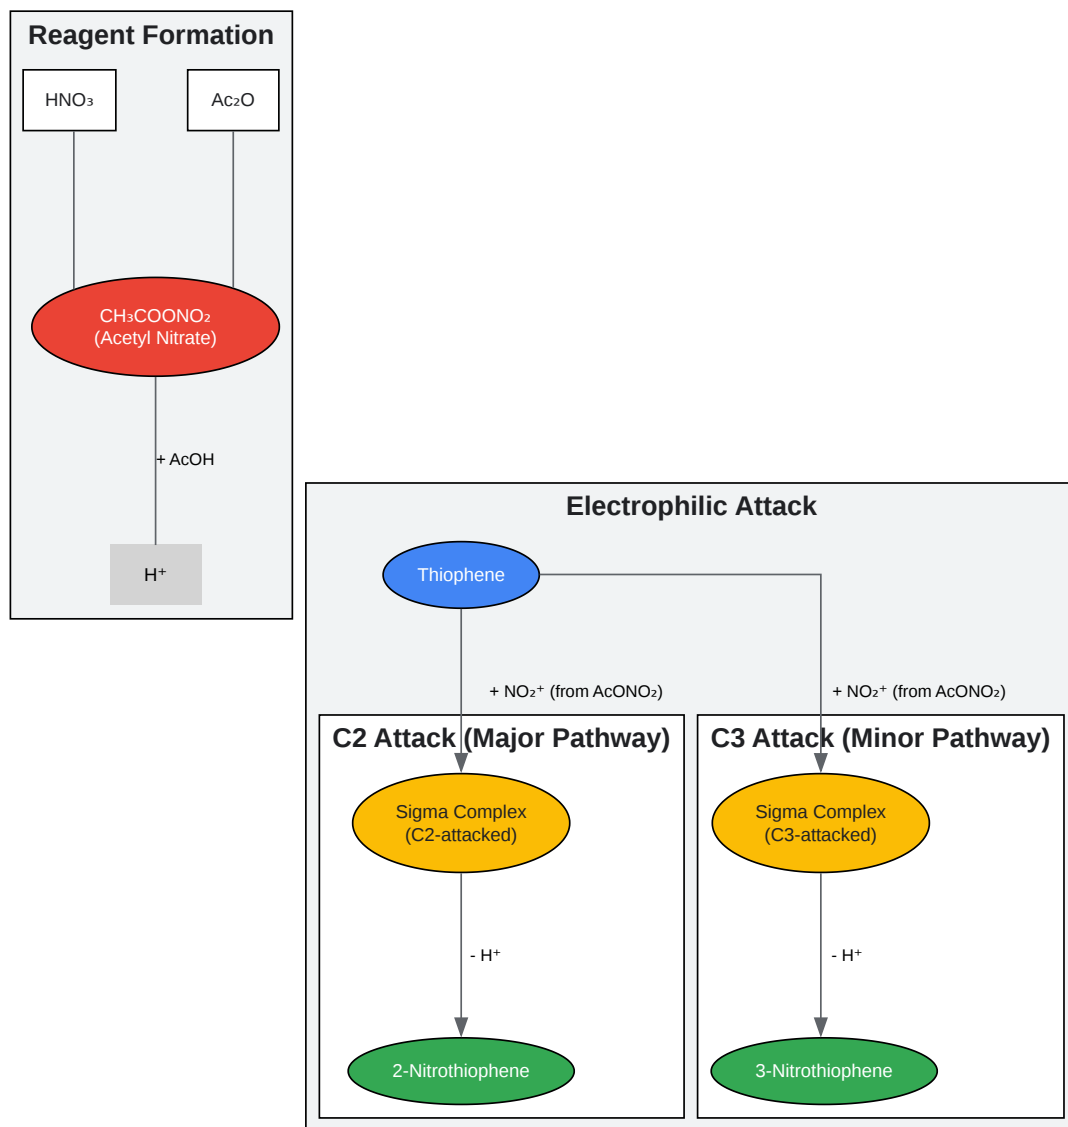 Reagent Formation
HNO₃
Ac₂O
CH₃COONO₂
(Acetyl Nitrate)
+ AcOH
H⁺
Electrophilic Attack
Thiophene
+ NO₂⁺ (from AcONO₂)
+ NO₂⁺ (from AcONO₂)
C2 Attack (Major Pathway)
Sigma Complex
(C2-attacked)
- H⁺
2-Nitrothiophene
C3 Attack (Minor Pathway)
Sigma Complex
(C3-attacked)
- H⁺
3-Nitrothiophene